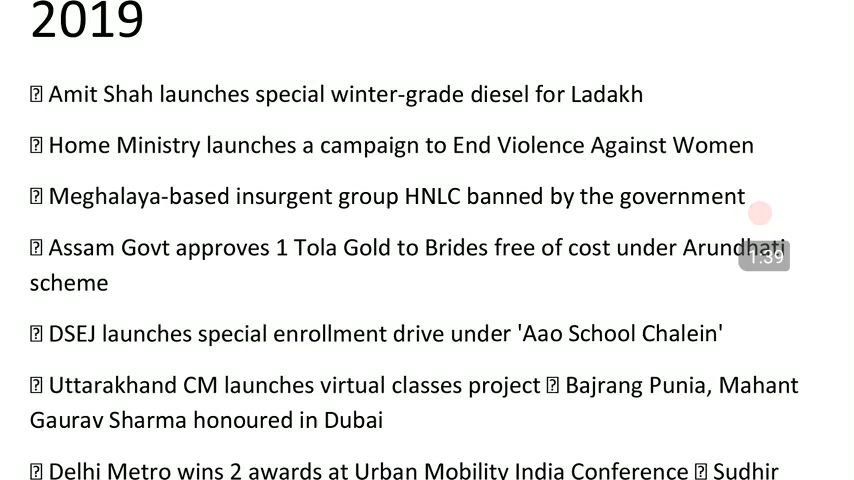 2019
⍰ Amit Shah launches special winter-grade diesel for Ladakh
⍰ Home Ministry launches a campaign to End Violence Against Women
⍰ Meghalaya-based insurgent group HNLC banned by the government
⍰ Assam Govt approves 1 Tola Gold to Brides free of cost under Arundhati
1:39
scheme
⍰ DSEJ launches special enrollment drive under 'Aao School Chalein'
⍰ Uttarakhand CM launches virtual classes project ⍰ Bajrang Punia, Mahant
Gaurav Sharma honoured in Dubai
⍰ Delhi Metro wins 2 awards at Urban Mobility India Conference ⍰ Sudhir